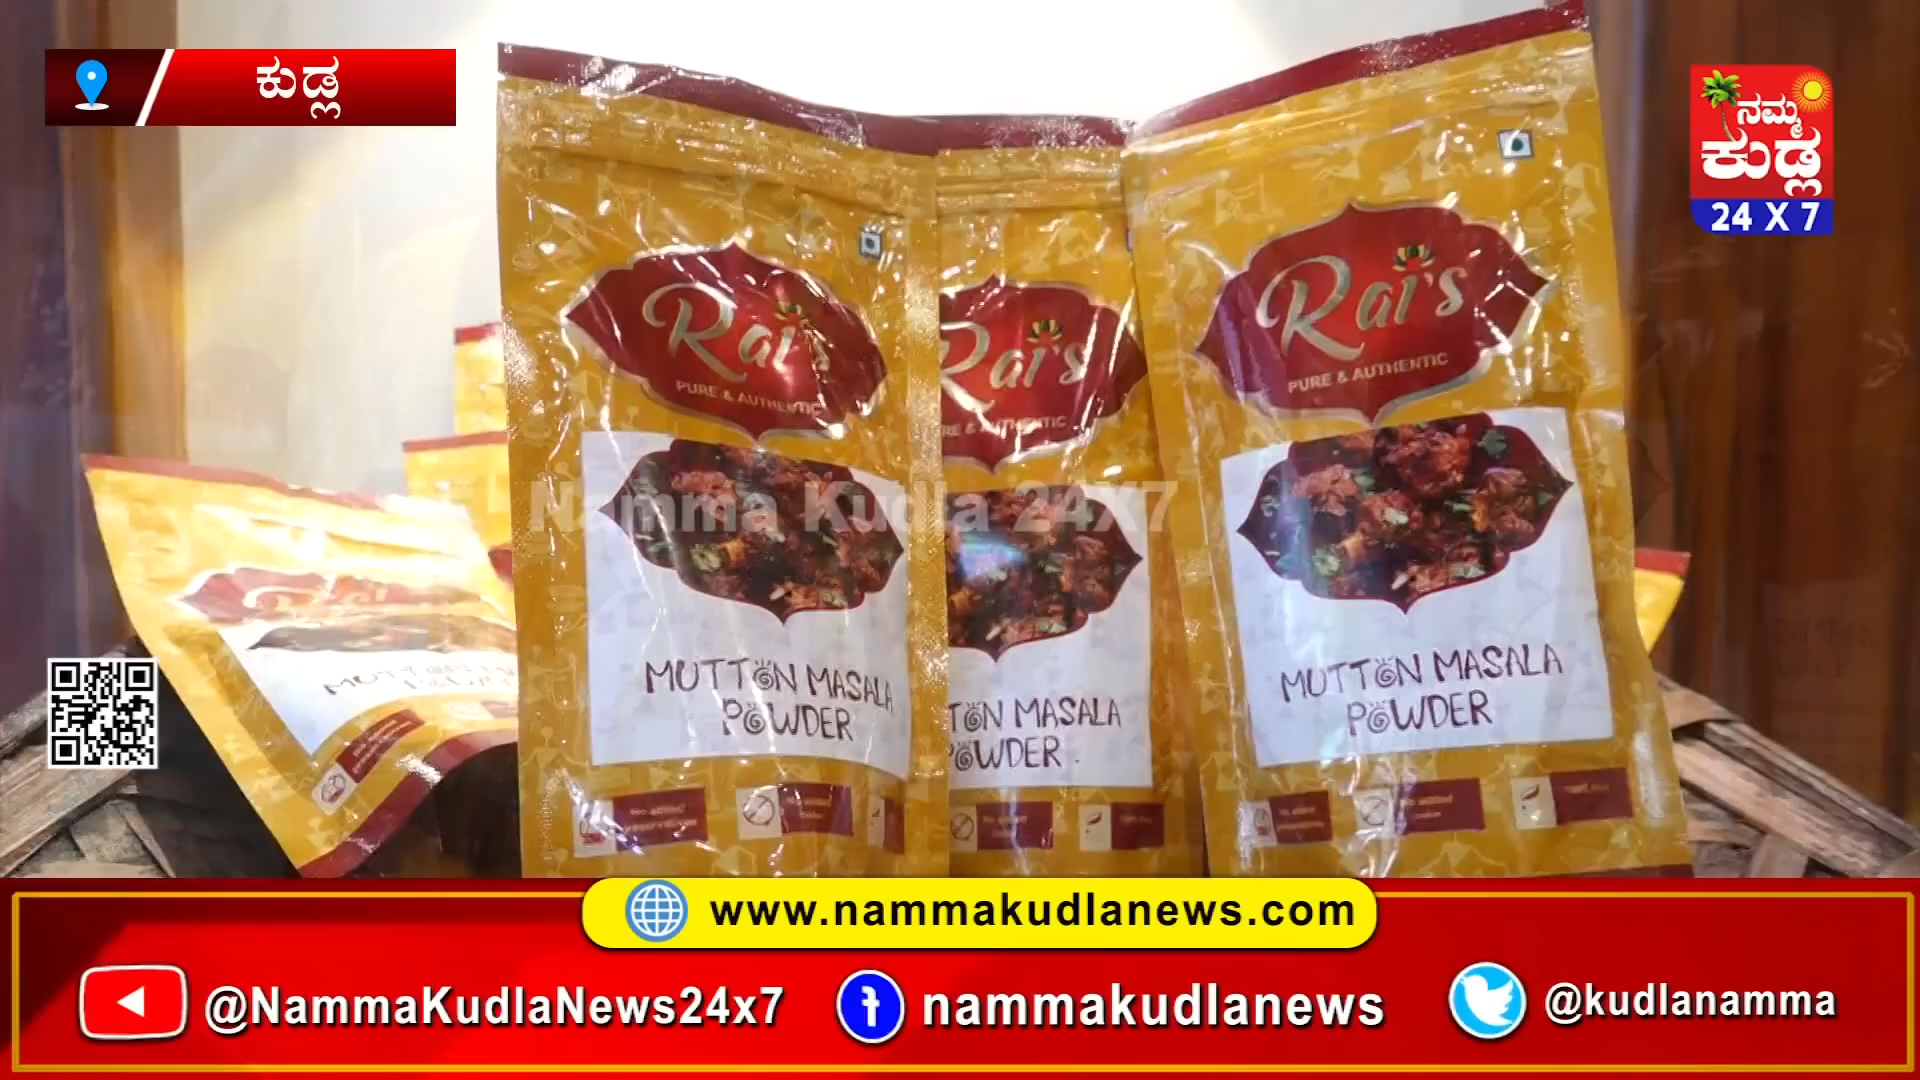 ಕುಡ್ಲ
ನಮ್ಮ
ಕುಡ್ಲ
24 X 7
Rai's
PURE & AUTHENTIC
MUTTON MASALA
POWDER
Rai's
AUTHENTIC
TON MASALA
POWDER
Rai's
PURE & AUTHENTIC
MUTTON MASALA
POWDER
Namma Kudla 24X7
www.nammakudlanews.com
@NammaKudlaNews24x7
nammakudlanews
@kudlanamma